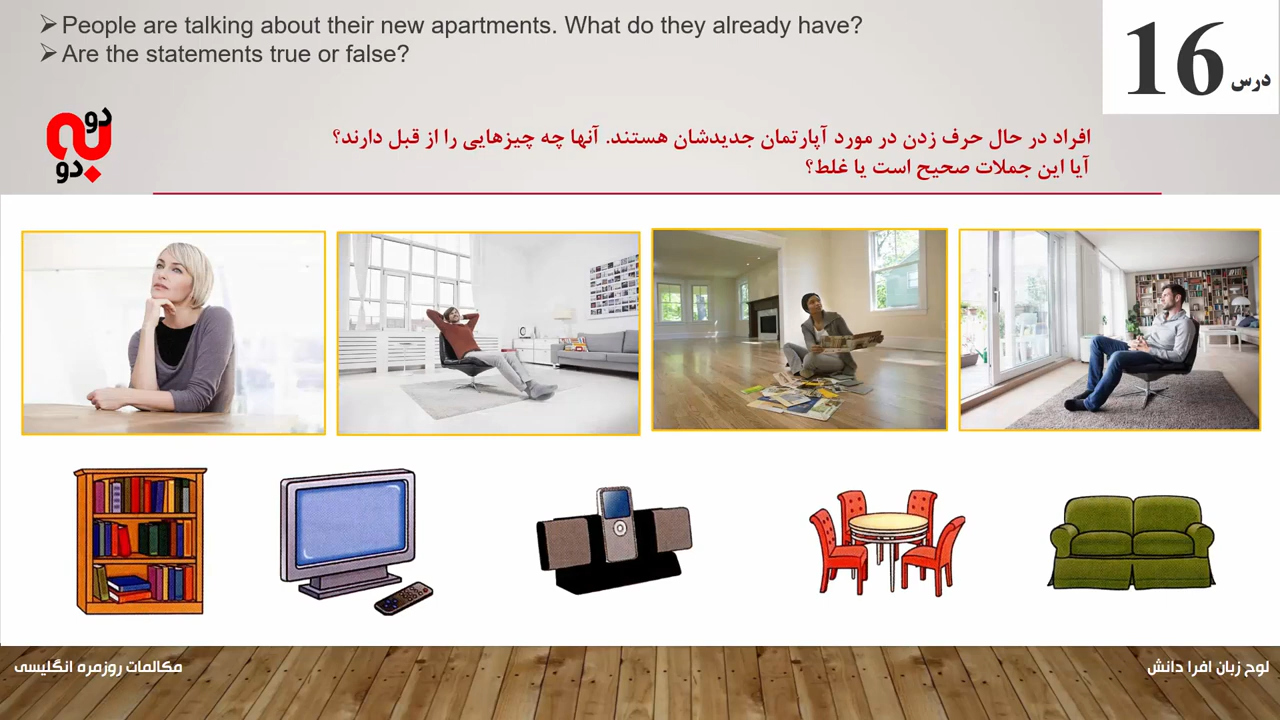 ➢ People are talking about their new apartments. What do they already have?
➢ Are the statements true or false?
درس 16
دو به دو
افراد در حال حرف زدن در مورد آپارتمان جدیدشان هستند. آنها چه چیزهایی را از قبل دارند؟
آیا این جملات صحیح است یا غلط؟
مکالمات روزمره انگلیسی
لوح زبان افرا دانش